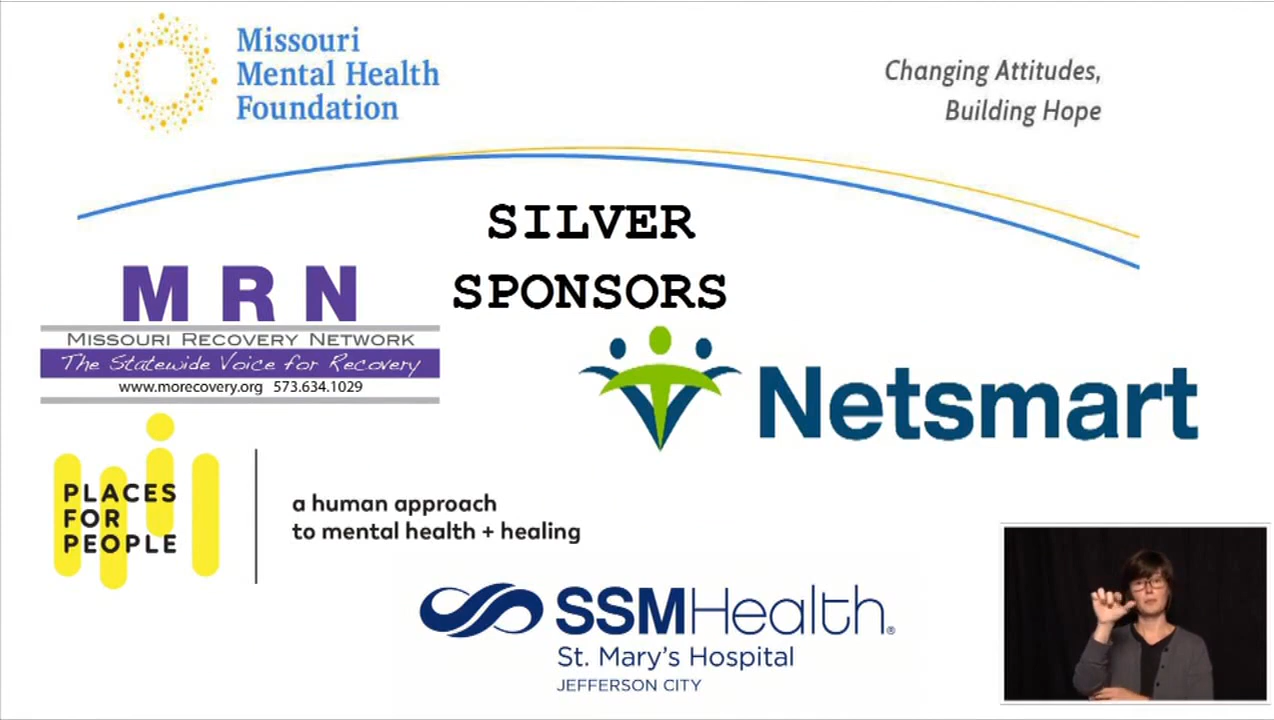 Missouri
Mental Health
Foundation
Changing Attitudes,
Building Hope
SILVER
SPONSORS
MRN
MISSOURI RECOVERY NETWORK
The Statewide Voice for Recovery
www.morecovery.org 573.634.1029
Netsmart
PLACES
FOR
PEOPLE
a human approach
to mental health + healing
SSMHealth®
St. Mary's Hospital
JEFFERSON CITY